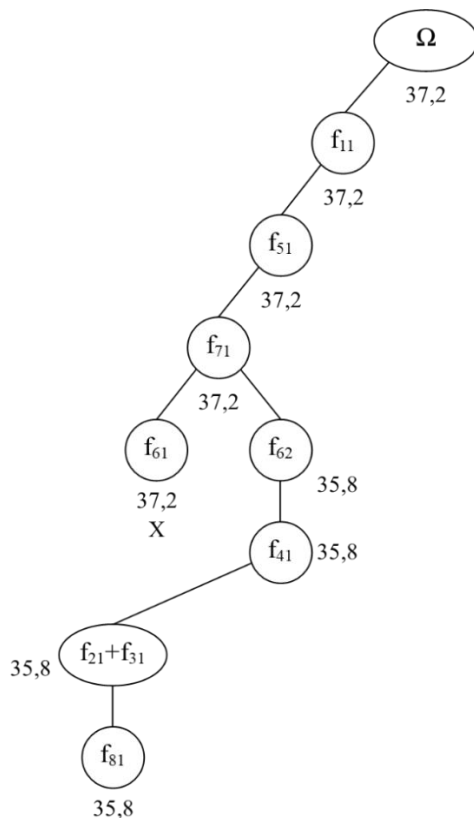 Ω
37,2
f₁₁
37,2
f₅₁
37,2
f₇₁
37,2
f₆₁
f₆₂
37,2
35,8
X
f₄₁
35,8
f₂₁+f₃₁
35,8
f₈₁
35,8